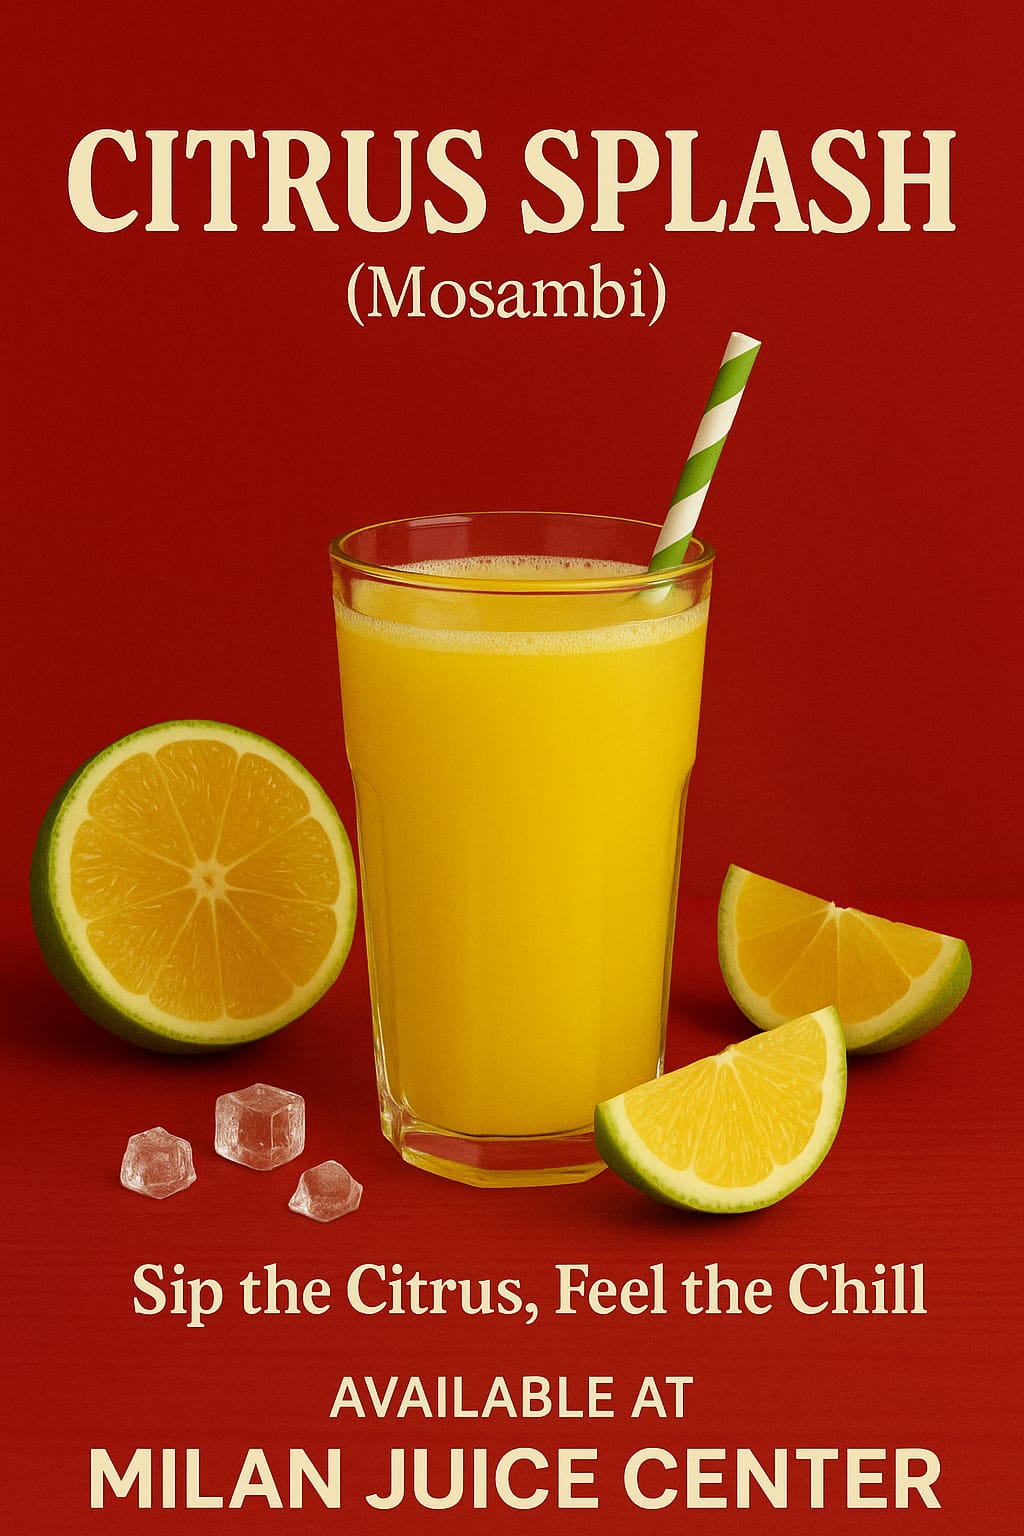 CITRUS SPLASH
(Mosambi)
Sip the Citrus, Feel the Chill
AVAILABLE AT
MILAN JUICE CENTER